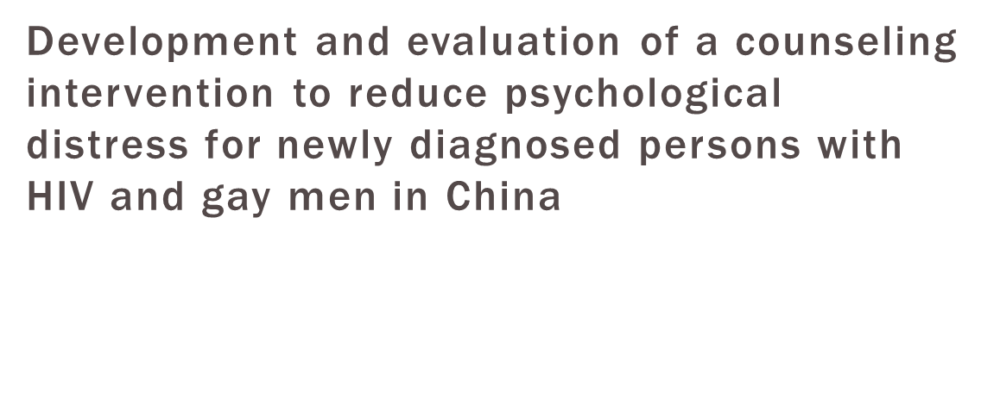 Development and evaluation of a counseling
intervention to reduce psychological
distress for newly diagnosed persons with
HIV and gay men in China